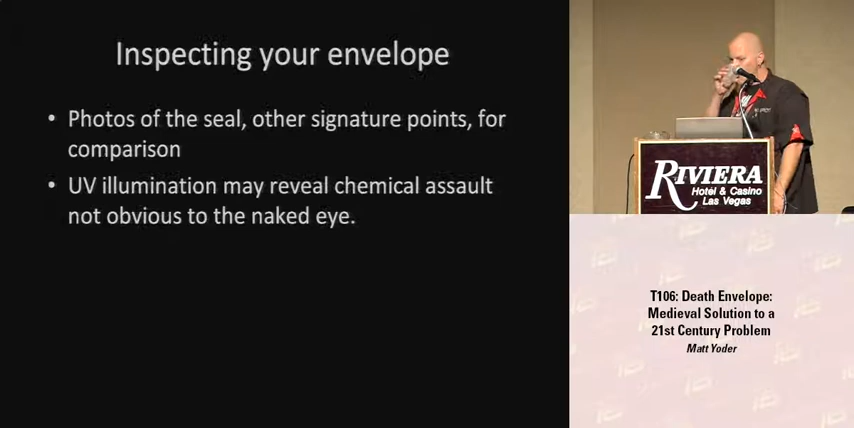 Inspecting your envelope
• Photos of the seal, other signature points, for
comparison
• UV illumination may reveal chemical assault
not obvious to the naked eye.
RIVIERA
Hotel & Casino
Las Vegas
T106: Death Envelope:
Medieval Solution to a
21st Century Problem
Matt Yoder